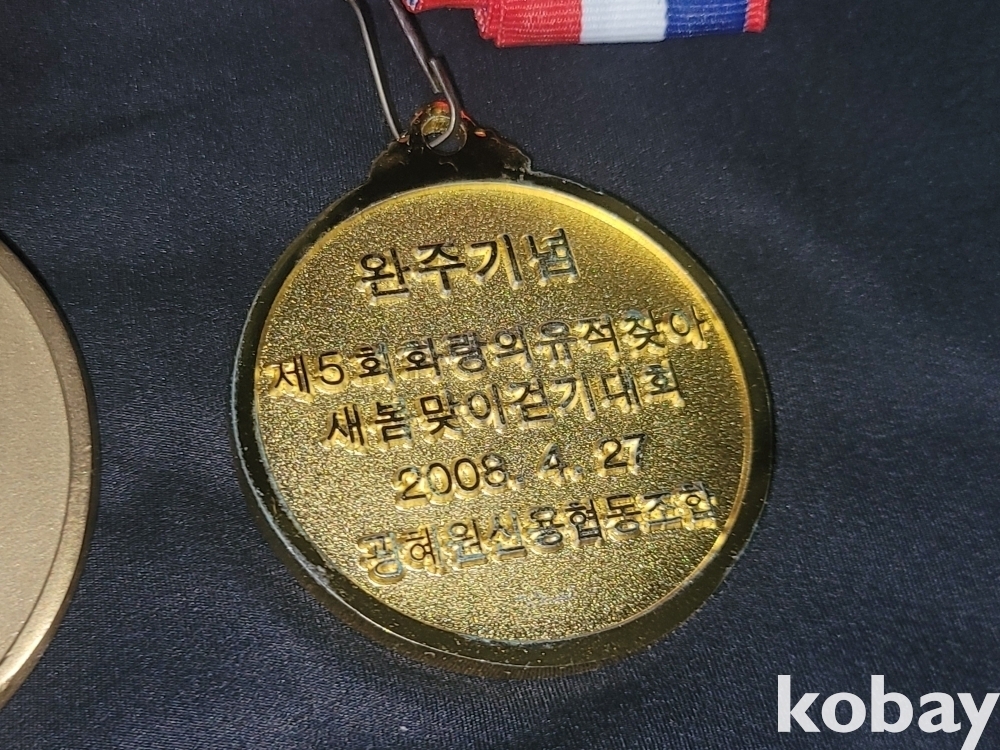 완주기념
제5회화랑의유적찾아
새봄맞이걷기대회
2008. 4. 27
광혜원신용협동조합
kobay